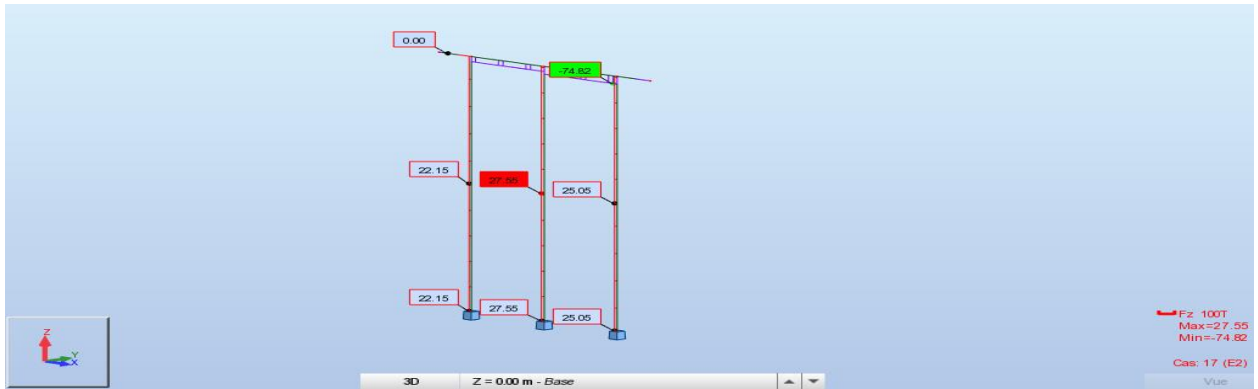 0.00
-74.82
22.15
27.55
25.05
22.15
27.55
25.05
Fz 100T
Max=27.55
Min=-74.82
Cas: 17 (E2)
Z
Y
X
3D Z = 0.00 m - Base
Vue